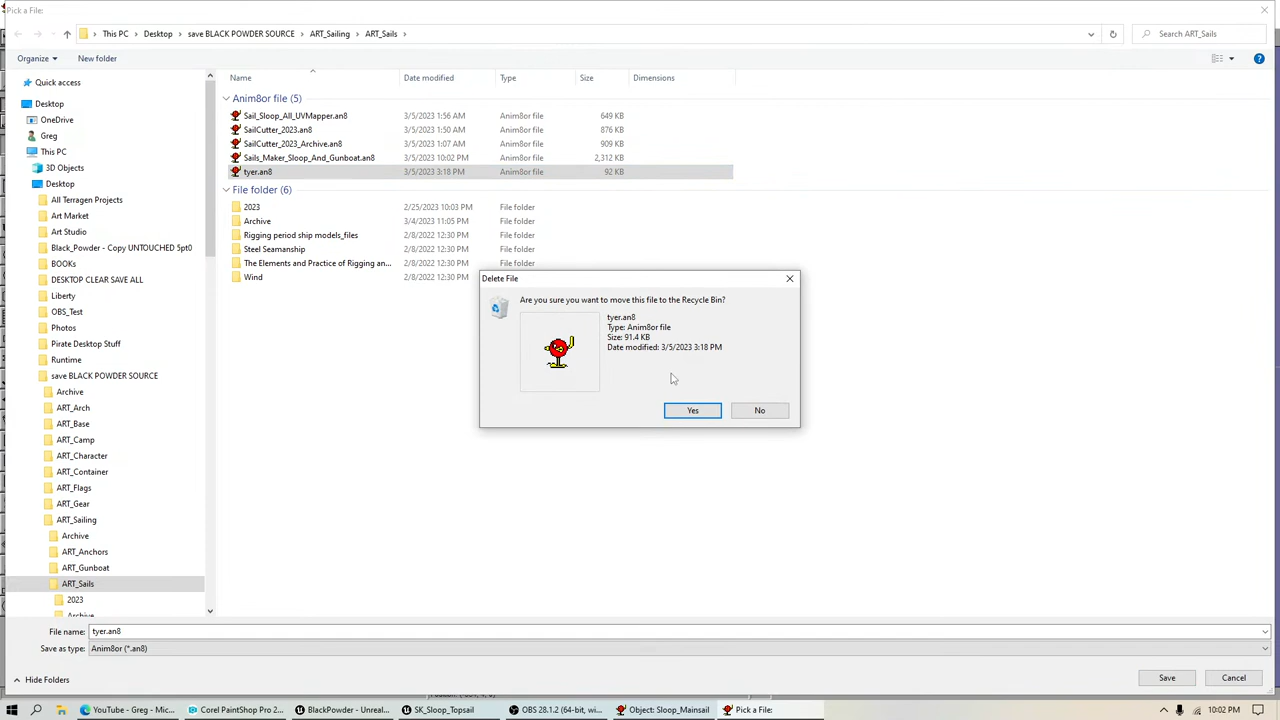 Pick a File:
This PC > Desktop > save BLACK POWDER SOURCE > ART_Sailing > ART_Sails >
Search ART_Sails
Organize
New folder
Name
Date modified
Type
Size
Dimensions
Quick access
Desktop
OneDrive
Greg
This PC
3D Objects
Desktop
All Terragen Projects
Art Market
Art Studio
Black_Powder - Copy UNTOUCHED 5pt0
BOOKs
DESKTOP CLEAR SAVE ALL
Liberty
OBS_Test
Photos
Pirate Desktop Stuff
Runtime
save BLACK POWDER SOURCE
Archive
ART_Arch
ART_Base
ART_Camp
ART_Character
ART_Container
ART_Flags
ART_Gear
ART_Sailing
Archive
ART_Anchors
ART_Gunboat
ART_Sails
2023
Archive
Anim8or file (5)
Sail_Sloop_All_UVMapper.an8 3/5/2023 1:56 AM Anim8or file 649 KB
SailCutter_2023.an8 3/5/2023 1:50 AM Anim8or file 876 KB
SailCutter_2023_Archive.an8 3/5/2023 1:07 AM Anim8or file 909 KB
Sails_Maker_Sloop_And_Gunboat.an8 3/5/2023 10:02 PM Anim8or file 2,312 KB
tyer.an8 3/5/2023 3:18 PM Anim8or file 92 KB
File folder (6)
2023 2/25/2023 10:03 PM File folder
Archive 3/4/2023 11:05 PM File folder
Rigging period ship models_files 2/8/2022 12:30 PM File folder
Steel Seamanship 2/8/2022 12:30 PM File folder
The Elements and Practice of Rigging an... 2/8/2022 12:30 PM File folder
Wind 2/8/2022 12:30 PM
Delete File
Are you sure you want to move this file to the Recycle Bin?
tyer.an8
Type: Anim8or file
Size: 91.4 KB
Date modified: 3/5/2023 3:18 PM
Yes
No
File name: tyer.an8
Save as type: Anim8or (*.an8)
Hide Folders
Save
Cancel
YouTube - Greg - Mic...
Corel PaintShop Pro 2...
BlackPowder - Unreal...
SK_Sloop_Topsail
OBS 28.1.2 (64-bit, wi...
Object: Sloop_Mainsail
Pick a File:
10:02 PM